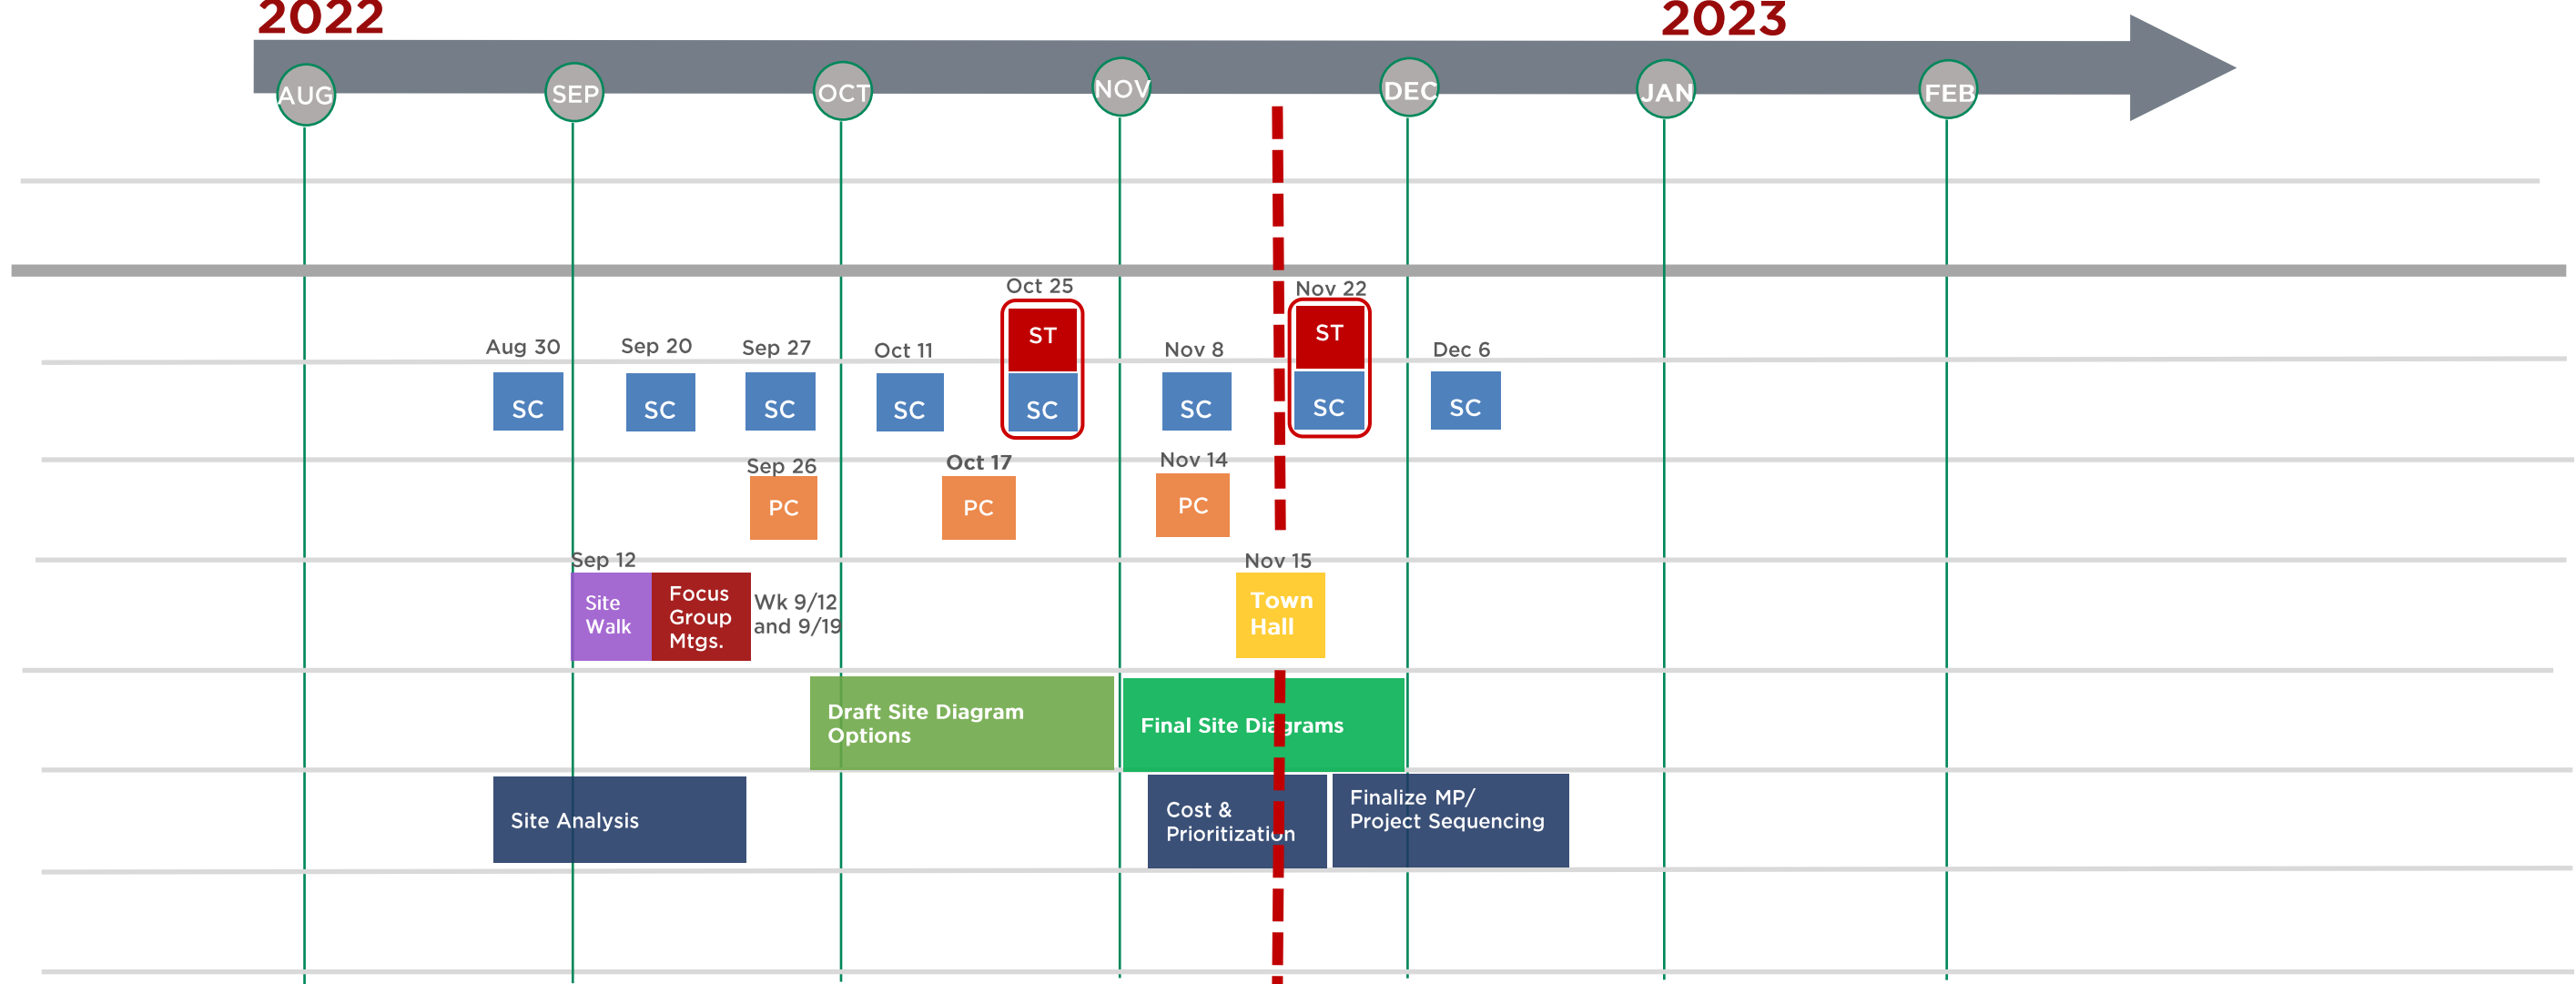 2022
2023
AUG
SEP
OCT
NOV
DEC
JAN
FEB
Oct 25
Nov 22
ST
ST
Aug 30
Sep 20
Sep 27
Oct 11
Nov 8
Dec 6
SC
SC
SC
SC
SC
SC
SC
SC
Sep 26
Oct 17
Nov 14
PC
PC
PC
Sep 12
Nov 15
Site
Walk
Focus
Group
Mtgs.
Wk 9/12
and 9/19
Town
Hall
Draft Site Diagram
Options
Final Site Diagrams
Site Analysis
Cost &
Prioritization
Finalize MP/
Project Sequencing